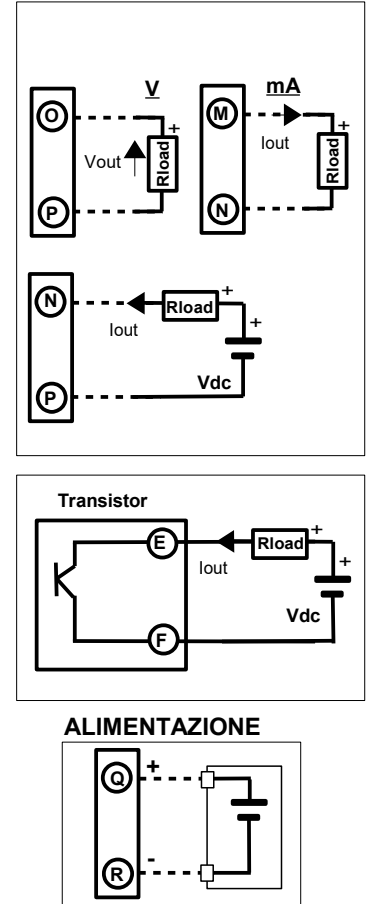 V
mA
O
+
Vout
Rload
P
M
Iout
+
Rload
N
N
Iout
Rload
+
+
Vdc
P
Transistor
E
Iout
Rload
+
+
Vdc
F
ALIMENTAZIONE
Q
+
R
-